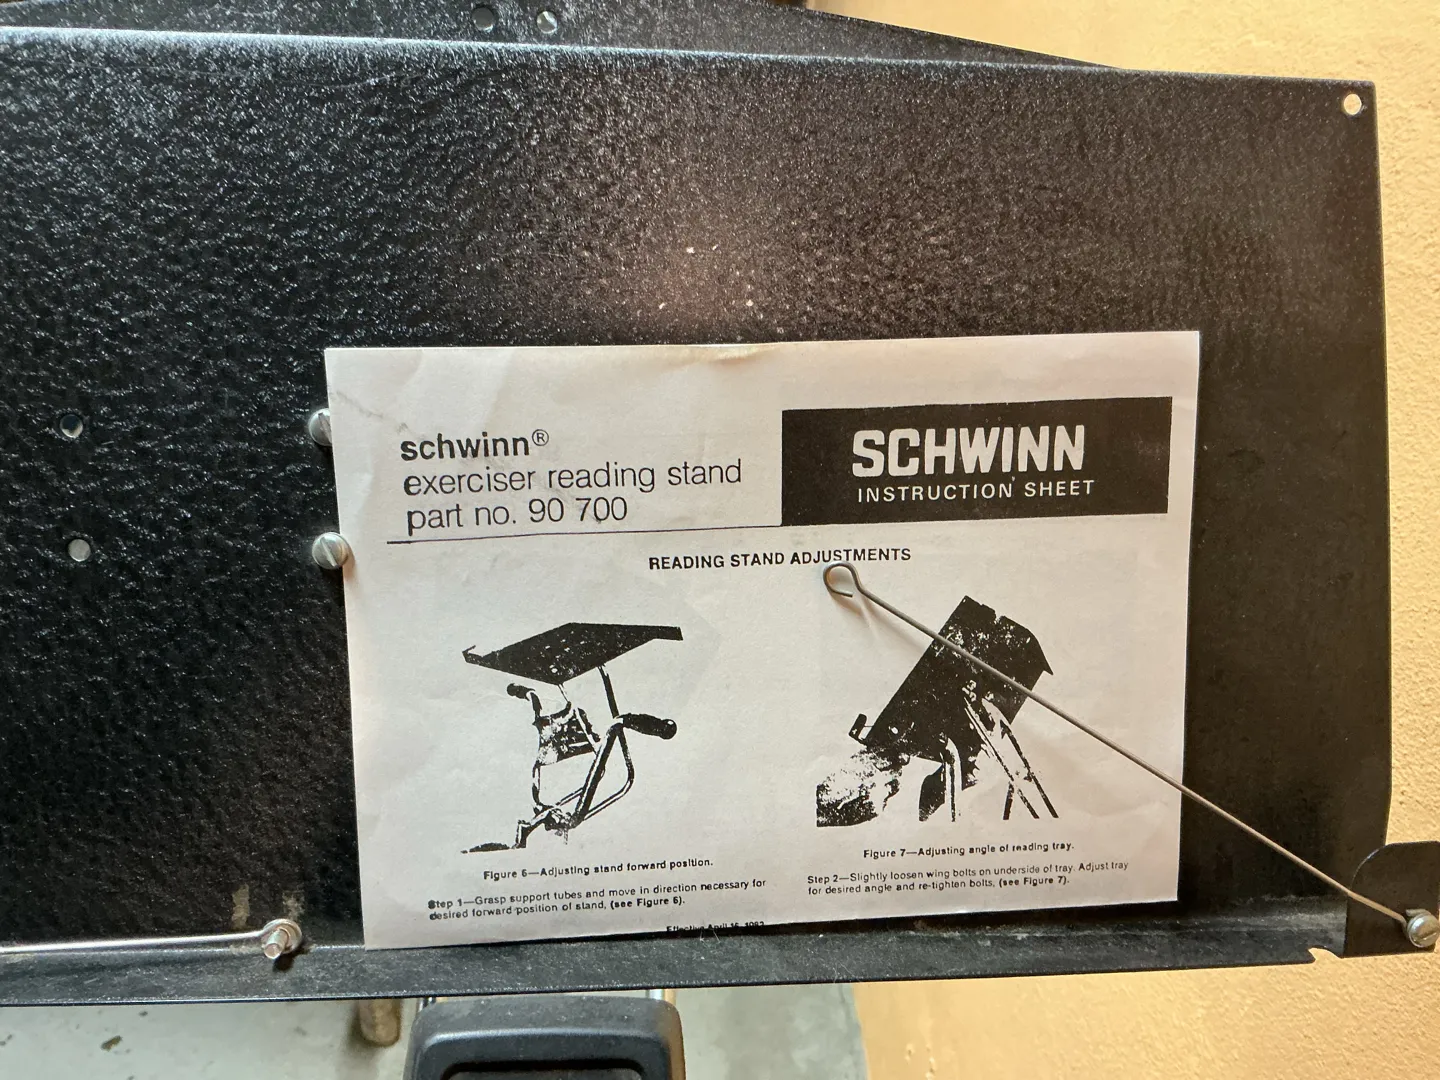 schwinn®
exerciser reading stand
part no. 90 700
SCHWINN
INSTRUCTION SHEET
READING STAND ADJUSTMENTS
Figure 6—Adjusting stand forward position.
Step 1—Grasp support tubes and move in direction necessary for
desired forward position of stand, (see Figure 6).
Figure 7—Adjusting angle of reading tray.
Step 2—Slightly loosen wing bolts on underside of tray. Adjust tray
for desired angle and re-tighten bolts, (see Figure 7).
Effective April